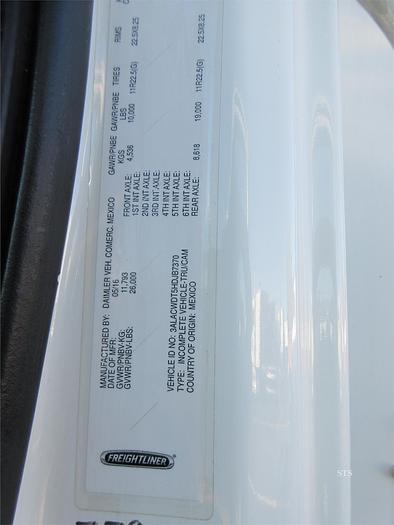 FREIGHTLINER
MANUFACTURED BY: DAIMLER VEH. COMERC. MEXICO
DATE OF MFR: 05/16
GVWR/PNBV-KG: 11,793
GVWR/PNBV-LBS: 26,000
GAWR/PNBE GAWR/PNBE TIRES RIMS
KGS LBS
FRONT AXLE: 4,536 10,000 11R22.5(G) 22.5X8.25
1ST INT AXLE:
2ND INT AXLE:
3RD INT AXLE:
4TH INT AXLE:
5TH INT AXLE:
6TH INT AXLE:
REAR AXLE: 8,618 19,000 11R22.5(G) 22.5X8.25
VEHICLE ID NO: 3ALACWDT5HDJB7370
TYPE: INCOMPLETE VEHICLE-TRU/CAM
COUNTRY OF ORIGIN: MEXICO
STS